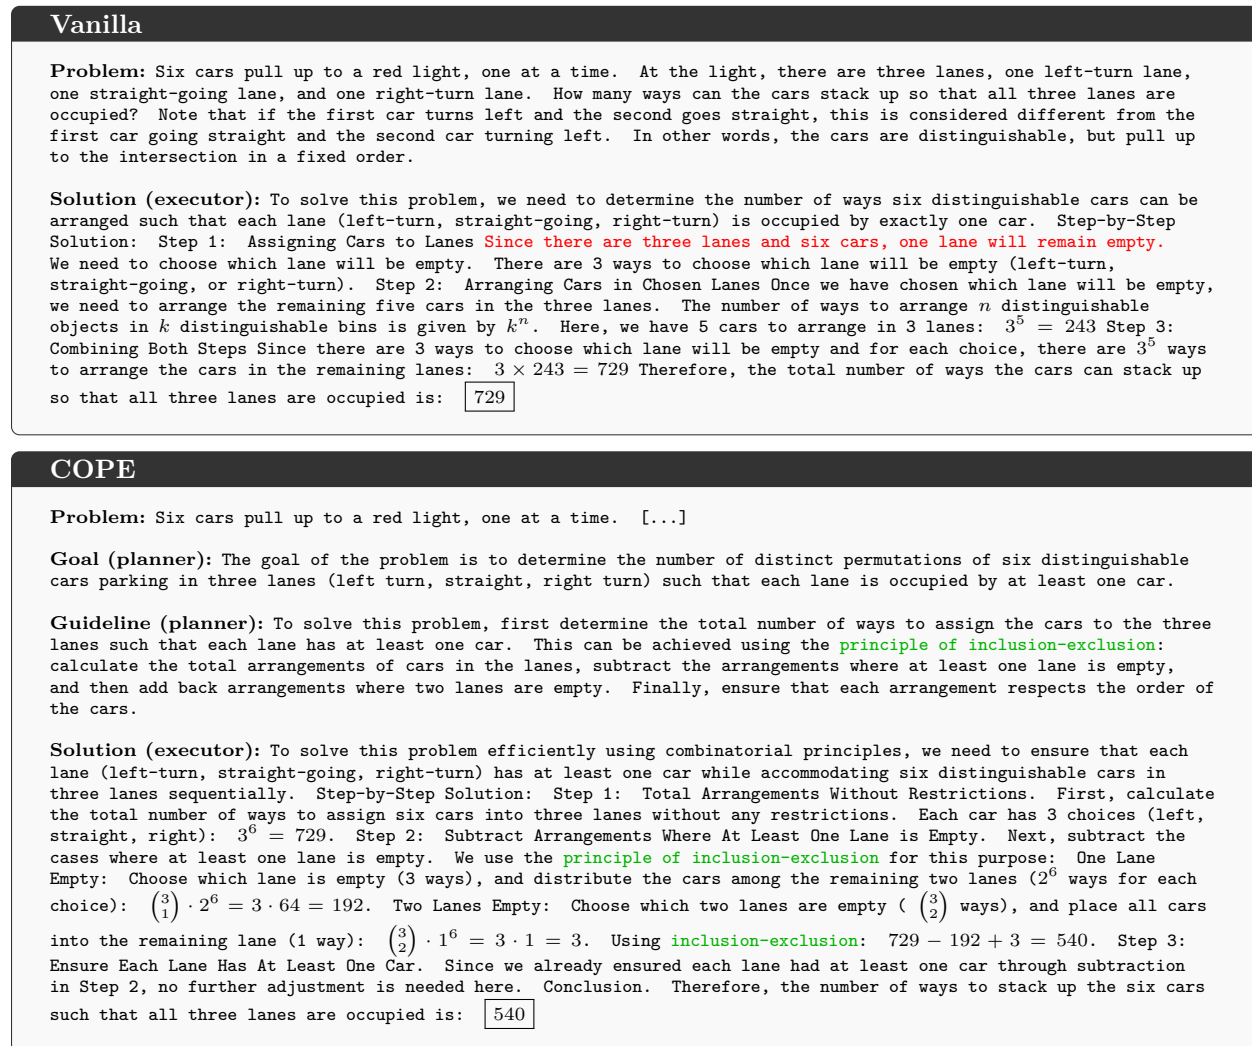 Vanilla
Problem: Six cars pull up to a red light, one at a time. At the light, there are three lanes, one left-turn lane,
one straight-going lane, and one right-turn lane. How many ways can the cars stack up so that all three lanes are
occupied? Note that if the first car turns left and the second goes straight, this is considered different from the
first car going straight and the second car turning left. In other words, the cars are distinguishable, but pull up
to the intersection in a fixed order.
Solution (executor): To solve this problem, we need to determine the number of ways six distinguishable cars can be
arranged such that each lane (left-turn, straight-going, right-turn) is occupied by exactly one car. Step-by-Step
Solution: Step 1: Assigning Cars to Lanes Since there are three lanes and six cars, one lane will remain empty.
We need to choose which lane will be empty. There are 3 ways to choose which lane will be empty (left-turn,
straight-going, or right-turn). Step 2: Arranging Cars in Chosen Lanes Once we have chosen which lane will be empty,
we need to arrange the remaining five cars in the three lanes. The number of ways to arrange n distinguishable
objects in k distinguishable bins is given by kⁿ. Here, we have 5 cars to arrange in 3 lanes: 3⁵ = 243 Step 3:
Combining Both Steps Since there are 3 ways to choose which lane will be empty and for each choice, there are 3⁵ ways
to arrange the cars in the remaining lanes: 3 × 243 = 729 Therefore, the total number of ways the cars can stack up
so that all three lanes are occupied is: 729
COPE
Problem: Six cars pull up to a red light, one at a time. [...]
Goal (planner): The goal of the problem is to determine the number of distinct permutations of six distinguishable
cars parking in three lanes (left turn, straight, right turn) such that each lane is occupied by at least one car.
Guideline (planner): To solve this problem, first determine the total number of ways to assign the cars to the three
lanes such that each lane has at least one car. This can be achieved using the principle of inclusion-exclusion:
calculate the total arrangements of cars in the lanes, subtract the arrangements where at least one lane is empty,
and then add back arrangements where two lanes are empty. Finally, ensure that each arrangement respects the order of
the cars.
Solution (executor): To solve this problem efficiently using combinatorial principles, we need to ensure that each
lane (left-turn, straight-going, right-turn) has at least one car while accommodating six distinguishable cars in
three lanes sequentially. Step-by-Step Solution: Step 1: Total Arrangements Without Restrictions. First, calculate
the total number of ways to assign six cars into three lanes without any restrictions. Each car has 3 choices (left,
straight, right): 3⁶ = 729. Step 2: Subtract Arrangements Where At Least One Lane is Empty. Next, subtract the
cases where at least one lane is empty. We use the principle of inclusion-exclusion for this purpose: One Lane
Empty: Choose which lane is empty (3 ways), and distribute the cars among the remaining two lanes (2⁶ ways for each
choice): (3 1) · 2⁶ = 3 · 64 = 192. Two Lanes Empty: Choose which two lanes are empty ( (3 2) ways), and place all cars
into the remaining lane (1 way): (3 2) · 1⁶ = 3 · 1 = 3. Using inclusion-exclusion: 729 − 192 + 3 = 540. Step 3:
Ensure Each Lane Has At Least One Car. Since we already ensured each lane had at least one car through subtraction
in Step 2, no further adjustment is needed here. Conclusion. Therefore, the number of ways to stack up the six cars
such that all three lanes are occupied is: 540